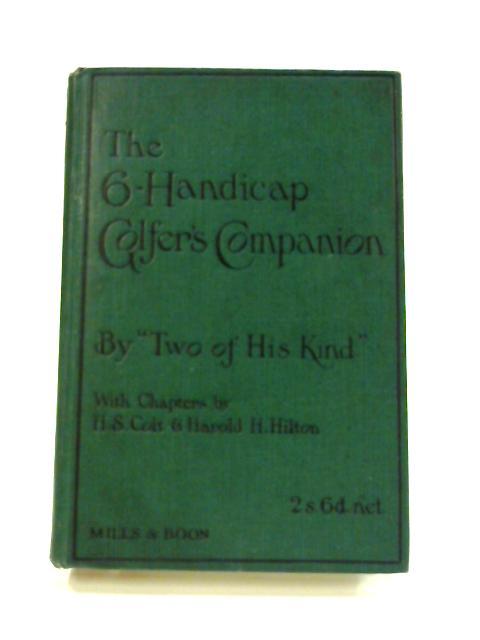 The
6-Handicap
Golfer's Companion
By "Two of His Kind"
With Chapters by
H.S. Colt & Harold H. Hilton
2s. 6d. net
MILLS & BOON